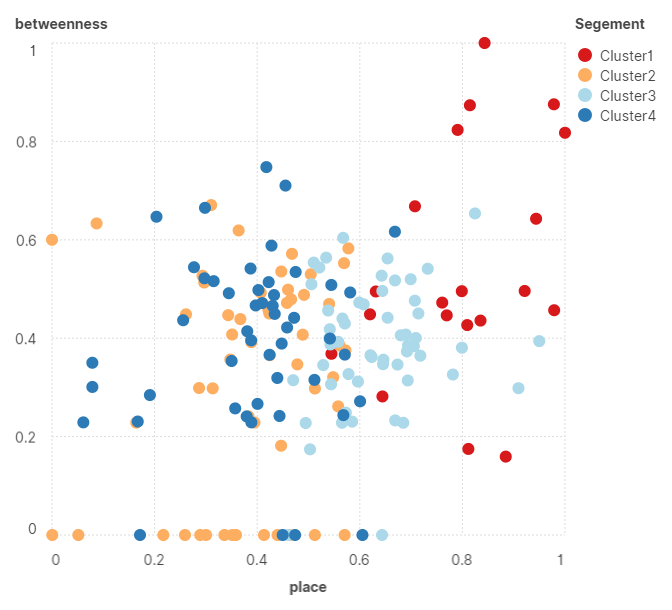 betweenness
Segement
Cluster1
Cluster2
Cluster3
Cluster4
1
0.8
0.6
0.4
0.2
0
0
0.2
0.4
0.6
0.8
1
place